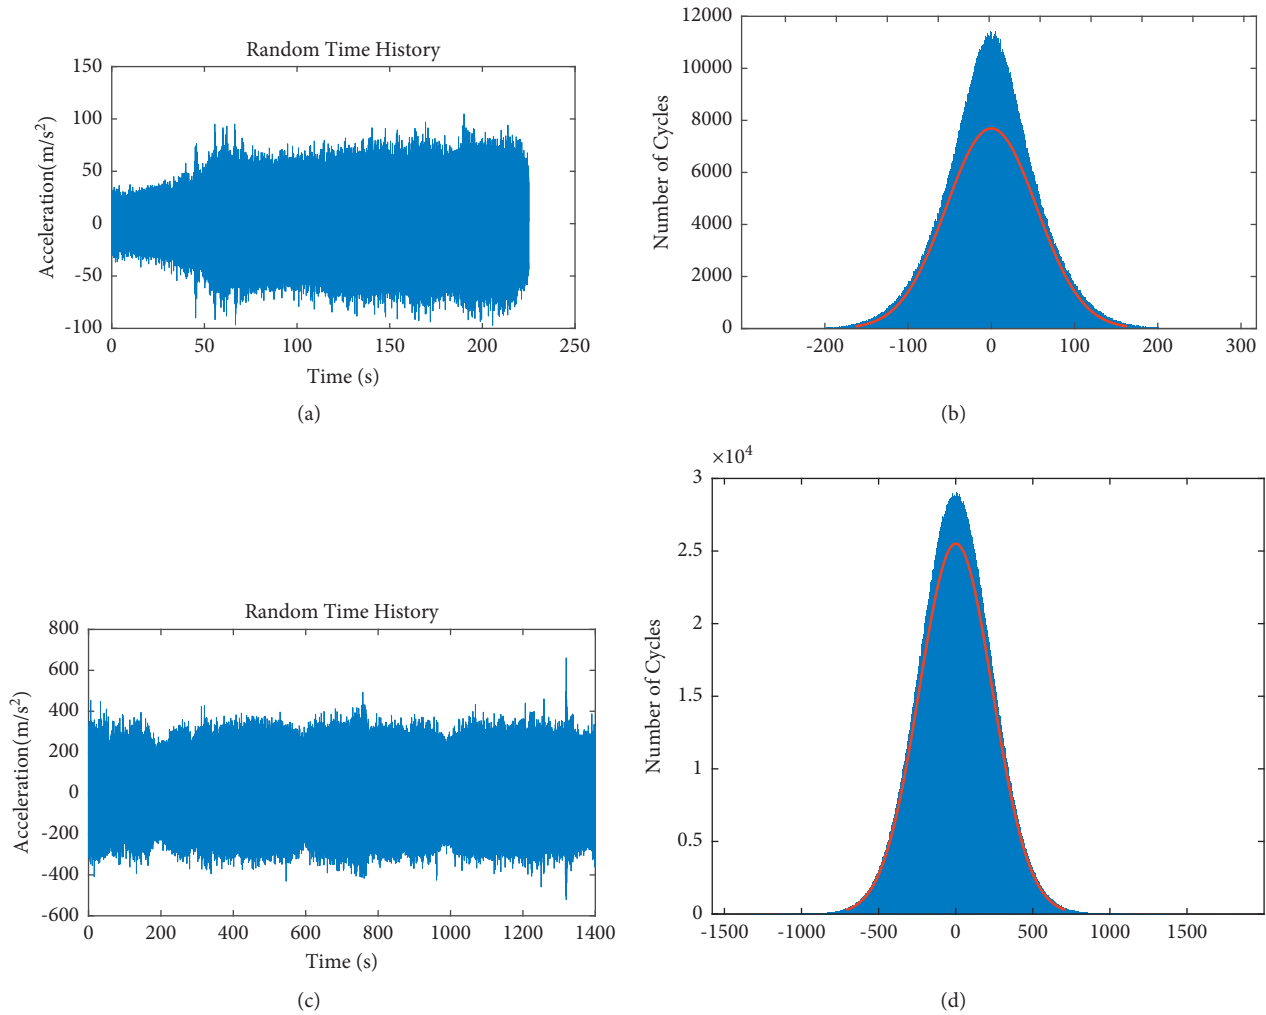 Random Time History
150
100
50
0
-50
-100
Acceleration(m/s²)
0 50 100 150 200 250
Time (s)
(a)
12000
10000
8000
6000
4000
2000
0
Number of Cycles
-200 -100 0 100 200 300
(b)
Random Time History
800
600
400
200
0
-200
-400
-600
Acceleration(m/s²)
0 200 400 600 800 1000 1200 1400
Time (s)
(c)
×10⁴
3
2.5
2
1.5
1
0.5
0
Number of Cycles
-1500 -1000 -500 0 500 1000 1500
(d)